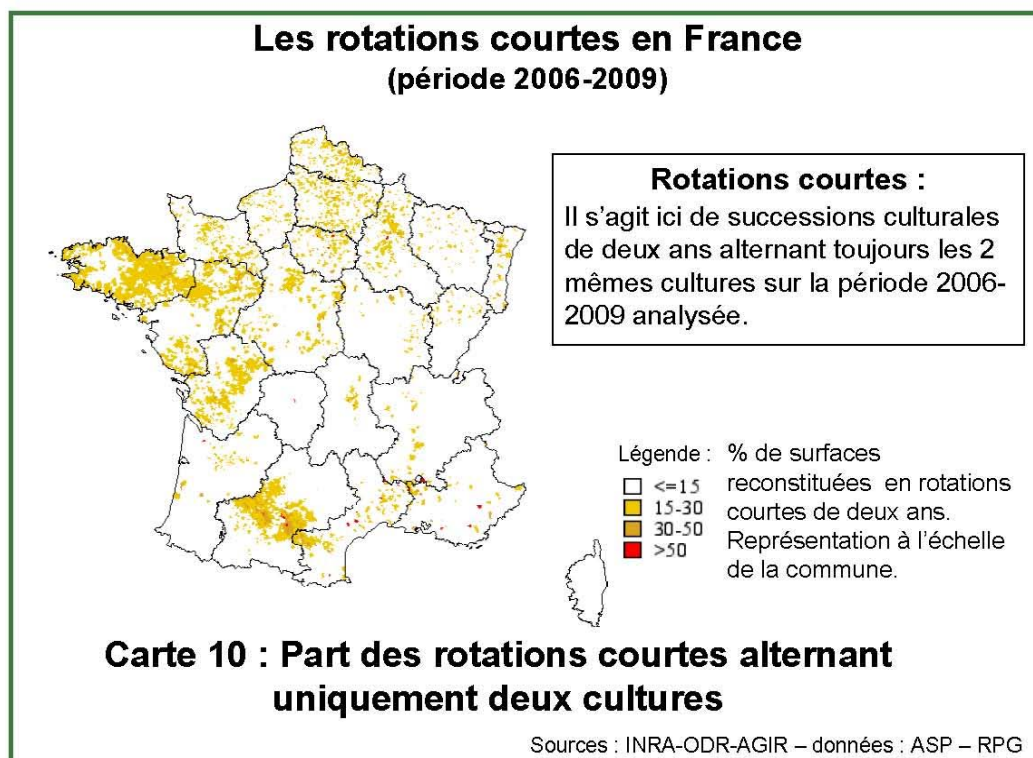 Les rotations courtes en France
(période 2006-2009)
Rotations courtes :
Il s’agit ici de successions culturales
de deux ans alternant toujours les 2
mêmes cultures sur la période 2006-
2009 analysée.
Légende :
<=15
15-30
30-50
>50
% de surfaces
reconstituées en rotations
courtes de deux ans.
Représentation à l’échelle
de la commune.
Carte 10 : Part des rotations courtes alternant
uniquement deux cultures
Sources : INRA-ODR-AGIR – données : ASP – RPG